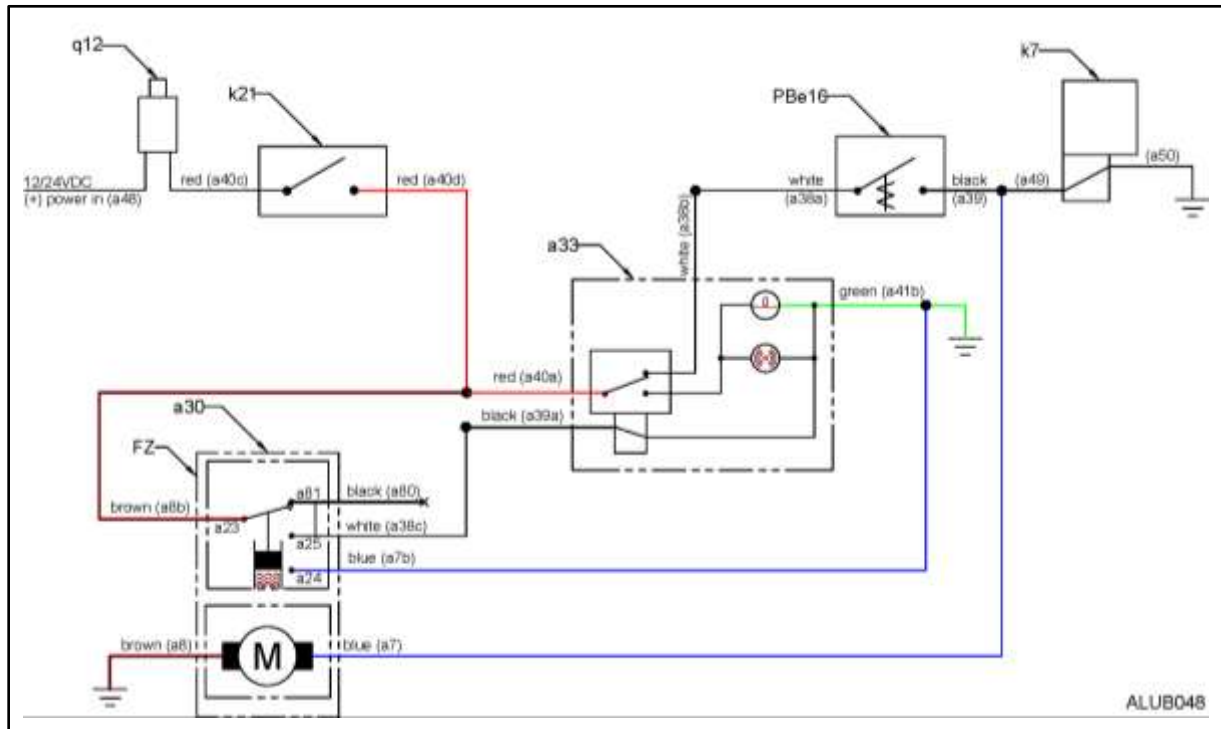 q12
k7
k21
PBe16
12/24VDC
(+) power in (a48)
red (a40c)
red (a40d)
white
(a38a)
black
(a39)
(a49)
(a50)
white (a38b)
a33
green (a41b)
0
red (a40a)
black (a39a)
a30
FZ
a81
black (a80)
brown (a8b)
a23
white (a38c)
a25
blue (a7b)
a24
brown (a8)
M
blue (a7)
ALUB048